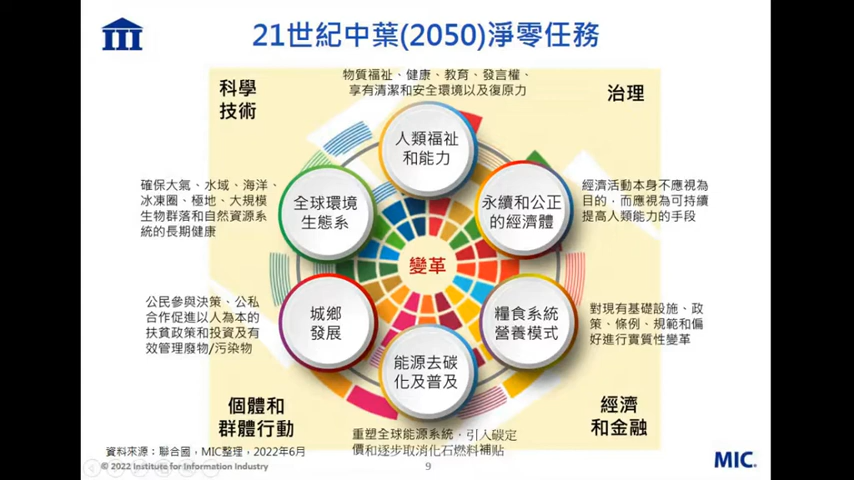 21世紀中葉(2050)淨零任務
科學
技術
物質福祉、健康、教育、發言權、
享有清潔和安全環境以及復原力
治理
人類福祉
和能力
確保大氣、水域、海洋、
冰凍圈、極地、大規模
生物群落和自然資源系
統的長期健康
全球環境
生態系
永續和公正
的經濟體
經濟活動本身不應視為
目的，而應視為可持續
提高人類能力的手段
變革
公民參與決策、公私
合作促進以人為本的
扶貧政策和投資及有
效管理廢物/污染物
城鄉
發展
糧食系統
營養模式
對現有基礎設施、政
策、條例、規範和偏
好進行實質性變革
能源去碳
化及普及
個體和
群體行動
重塑全球能源系統，引入碳定
價和逐步取消化石燃料補貼
經濟
和金融
資料來源：聯合國，MIC整理，2022年6月
© 2022 Institute for Information Industry
9
MIC